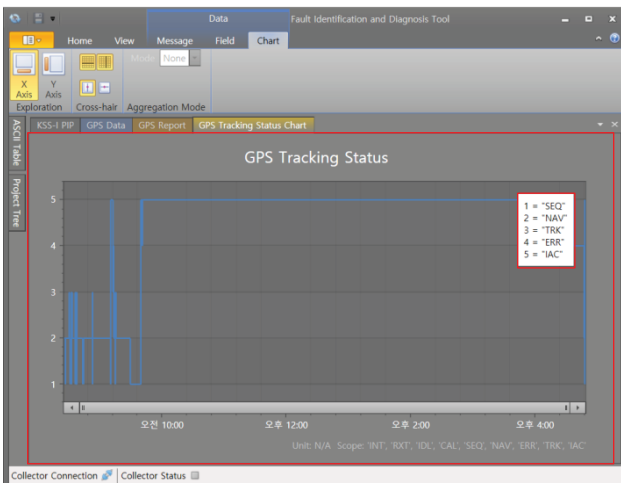 Data
Fault Identification and Diagnosis Tool
Home View Message Field Chart
X Axis
Y Axis
Mode None
Exploration Cross-hair Aggregation Mode
KSS-I PIP GPS Data GPS Report GPS Tracking Status Chart
ASCII Table
Project Tree
GPS Tracking Status
5
4
3
2
1
1 = "SEQ"
2 = "NAV"
3 = "TRK"
4 = "ERR"
5 = "IAC"
오전 10:00 오후 12:00 오후 2:00 오후 4:00
Unit: N/A Scope: 'INT', 'RXT', 'IDL', 'CAL', 'SEQ', 'NAV', 'ERR', 'TRK', 'IAC'
Collector Connection Collector Status